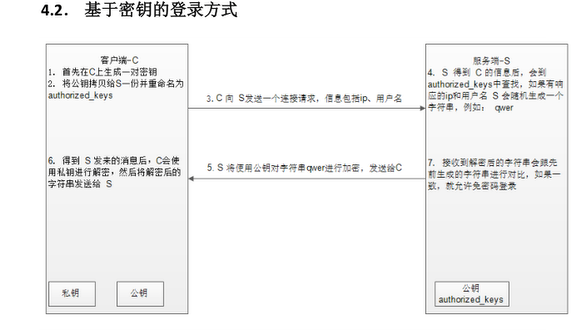 4.2. 基于密钥的登录方式
客户端-C
1. 首先在C上生成一对密钥
2. 将公钥拷贝给S一份并重命名为
authorized_keys
3. C 向 S发送一个连接请求，信息包括ip、用户名
服务端-S
4. S 得到 C 的信息后，会到
authorized_keys中查找，如果有响
应的ip和用户名 S 会随机生成一个
字符串，例如： qwer
5. S 将使用公钥对字符串qwer进行加密，发送给C
6. 得到 S 发来的消息后，C会使
用私钥进行解密，然后将解密后的
字符串发送给 S
7. 接收到解密后的字符串会跟先
前生成的字符串进行对比，如果一
致，就允许免密码登录
私钥
公钥
公钥
authorized_keys